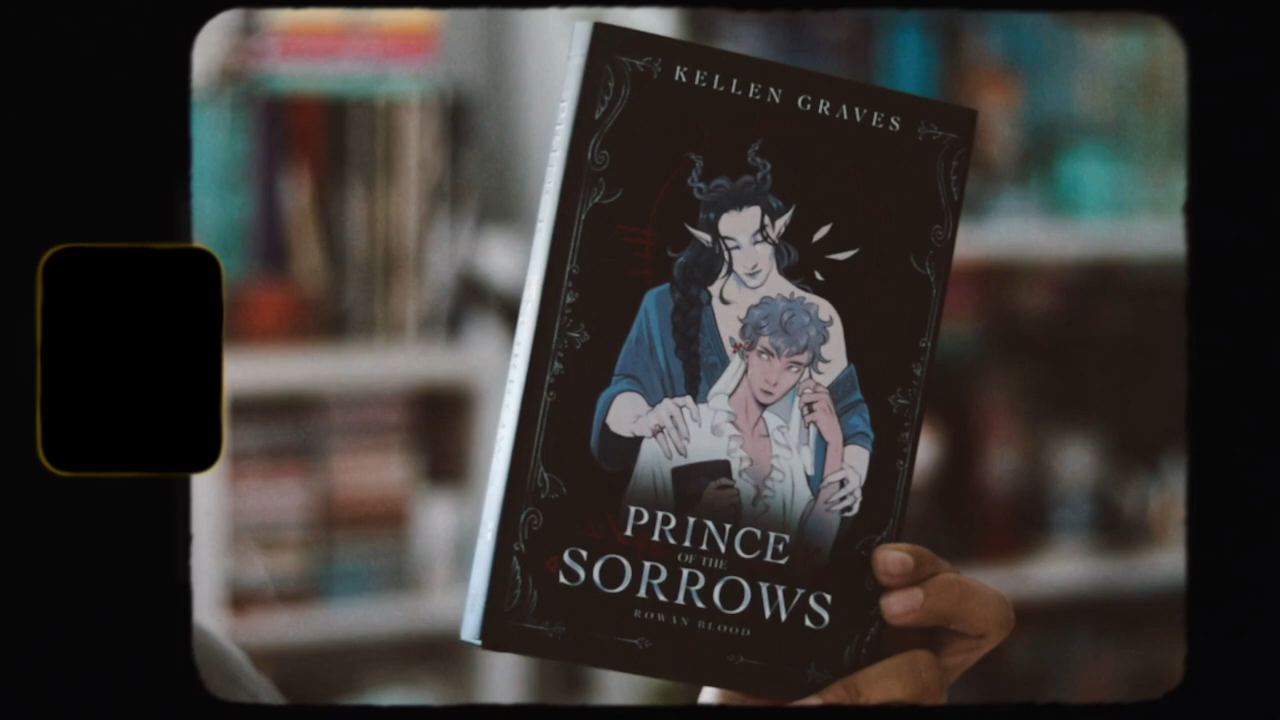 KELLEN GRAVES
PRINCE
OF THE
SORROWS
ROWAN BLOOD